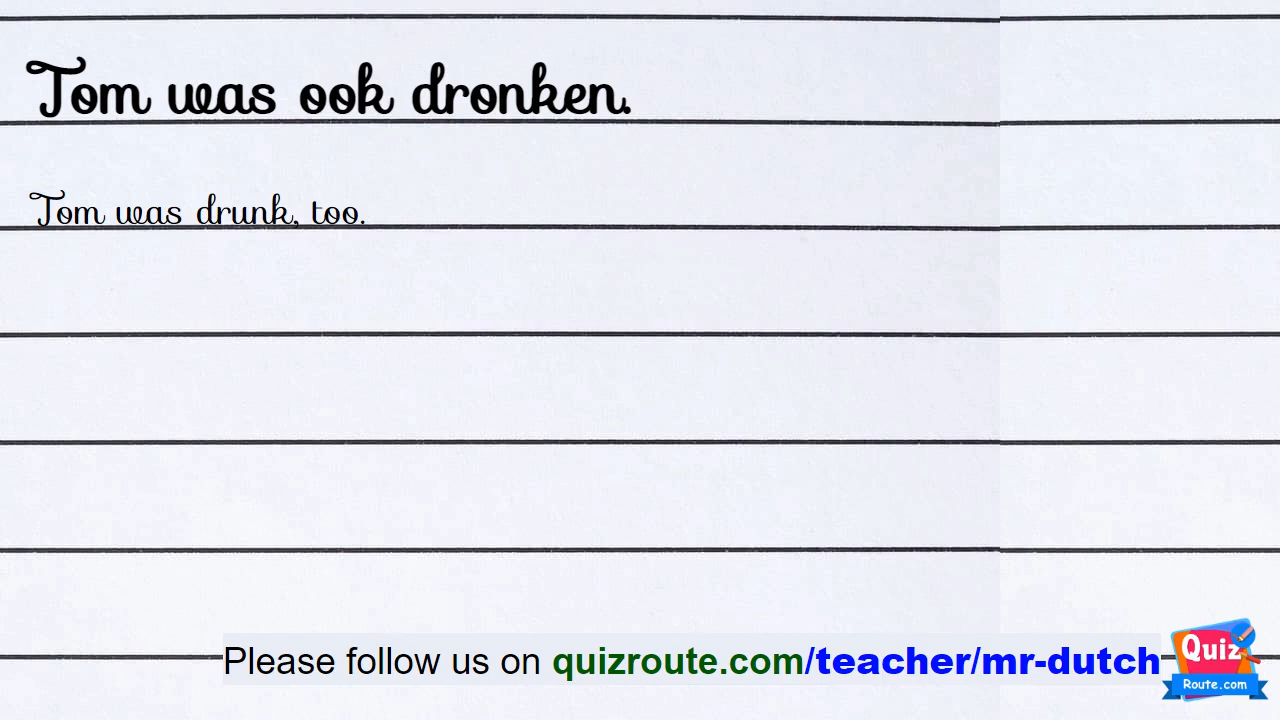 Tom was ook dronken.
Tom was drunk, too.
Please follow us on quizroute.com/teacher/mr-dutch
Quiz
Route.com